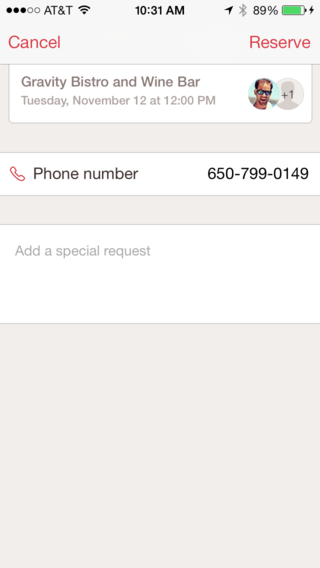 AT&T 10:31 AM 89%
Cancel Reserve
Gravity Bistro and Wine Bar
Tuesday, November 12 at 12:00 PM
+1
Phone number 650-799-0149
Add a special request